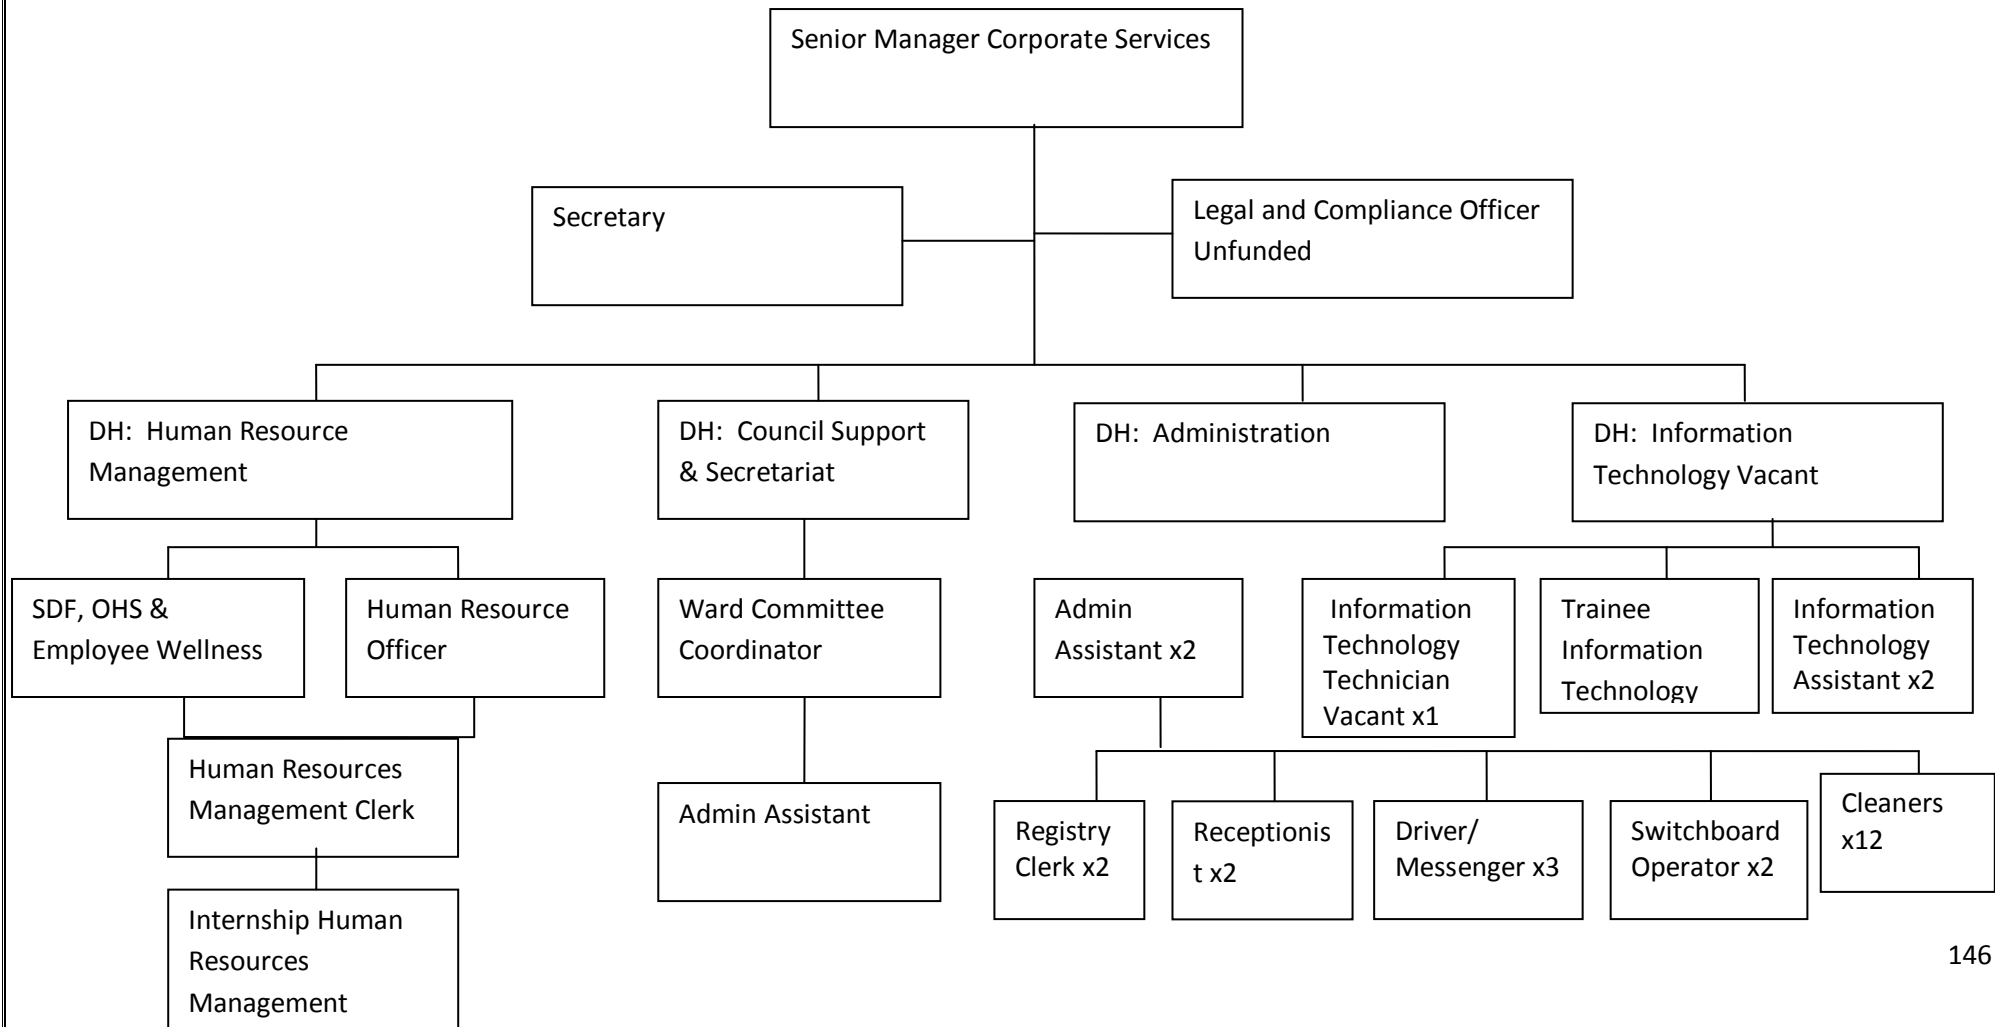 Senior Manager Corporate Services
Secretary
Legal and Compliance Officer
Unfunded
DH:  Human Resource
Management
DH:  Council Support
& Secretariat
DH:  Administration
DH:  Information
Technology Vacant
SDF, OHS &
Employee Wellness
Human Resource
Officer
Ward Committee
Coordinator
Admin
Assistant x2
Information
Technology
Technician
Vacant x1
Trainee
Information
Technology
Information
Technology
Assistant x2
Human Resources
Management Clerk
Admin Assistant
Registry
Clerk x2
Receptionis
t x2
Driver/
Messenger x3
Switchboard
Operator x2
Cleaners
x12
Internship Human
Resources
Management
146